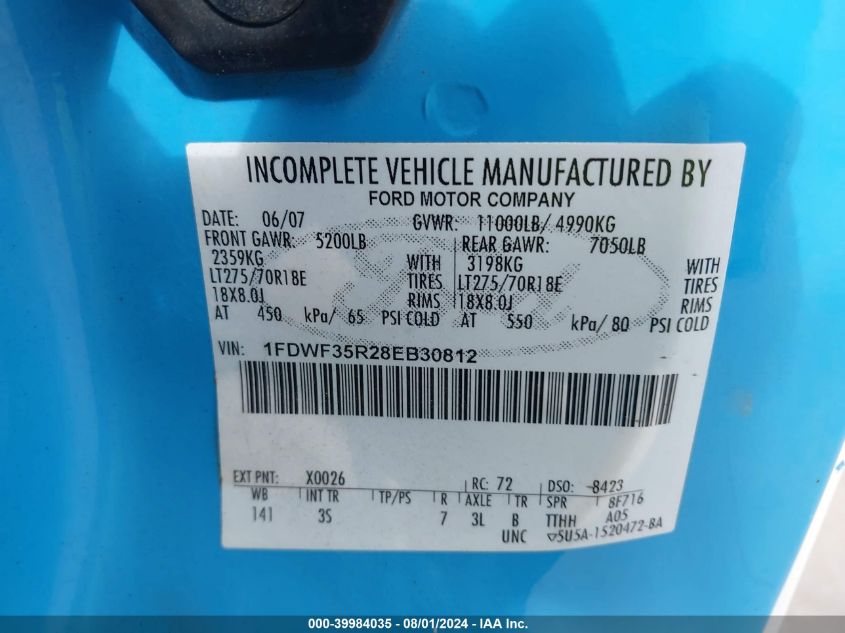 INCOMPLETE VEHICLE MANUFACTURED BY
FORD MOTOR COMPANY
DATE: 06/07 GVWR: 11000LB/ 4990KG
FRONT GAWR: 5200LB REAR GAWR: 7050LB
2359KG WITH 3198KG WITH
LT275/70R18E TIRES LT275/70R18E TIRES
18X8.0J RIMS 18X8.0J RIMS
AT 450 kPa/ 65 PSI COLD AT 550 kPa/ 80 PSI COLD
VIN: 1FDWF35R28EB30812
EXT PNT: X0026 RC: 72 DSO: 8423
WB INT TR TP/PS R AXLE TR SPR 8F716
141 3S 7 3L B TTHH A05
UNC ▽5U5A-1520472-BA
000-39984035 / 08/01/2024 / IAA Inc.